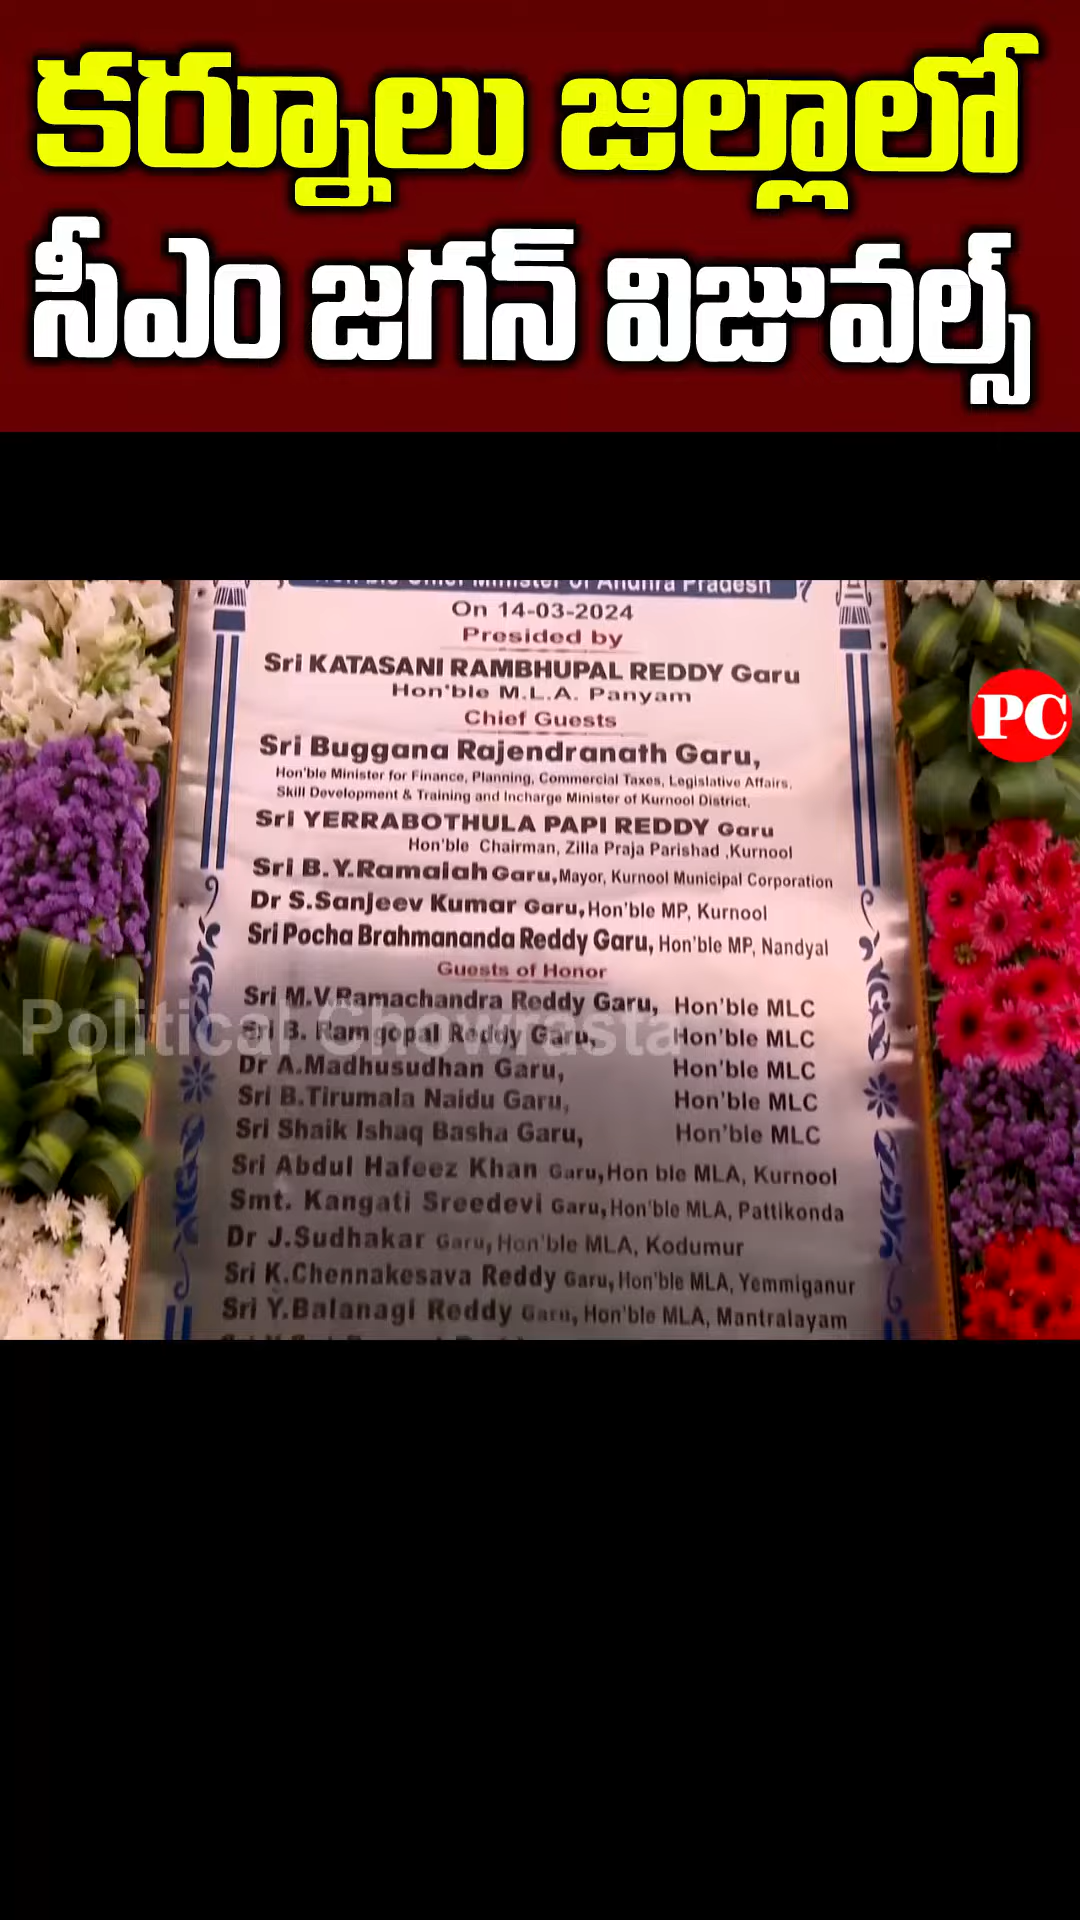 కర్నూలు జిల్లాలో
సీఎం జగన్ విజువల్స్
Hon'ble Chief Minister of Andhra Pradesh
On 14-03-2024
Presided by
Sri KATASANI RAMBHUPAL REDDY Garu
Hon'ble M.L.A. Panyam
Chief Guests
Sri Buggana Rajendranath Garu,
Hon'ble Minister for Finance, Planning, Commercial Taxes, Legislative Affairs,
Skill Development & Training and Incharge Minister of Kurnool District.
Sri YERRABOTHULA PAPI REDDY Garu
Hon'ble Chairman, Zilla Praja Parishad ,Kurnool
Sri B.Y.Ramaiah Garu,Mayor, Kurnool Municipal Corporation
Dr S.Sanjeev Kumar Garu,Hon'ble MP, Kurnool
Sri Pocha Brahmananda Reddy Garu, Hon'ble MP, Nandyal
Guests of Honor
Sri M.V.Ramachandra Reddy Garu, Hon'ble MLC
Sri B. Ramgopal Reddy Garu, Hon'ble MLC
Dr A.Madhusudhan Garu, Hon'ble MLC
Sri B.Tirumala Naidu Garu, Hon'ble MLC
Sri Shaik Ishaq Basha Garu, Hon'ble MLC
Sri Abdul Hafeez Khan Garu,Hon ble MLA, Kurnool
Smt. Kangati Sreedevi Garu,Hon'ble MLA, Pattikonda
Dr J.Sudhakar Garu,Hon'ble MLA, Kodumur
Sri K.Chennakesava Reddy Garu,Hon'ble MLA, Yemmiganur
Sri Y.Balanagi Reddy Garu, Hon'ble MLA, Mantralayam
PC
Political Chowrasta